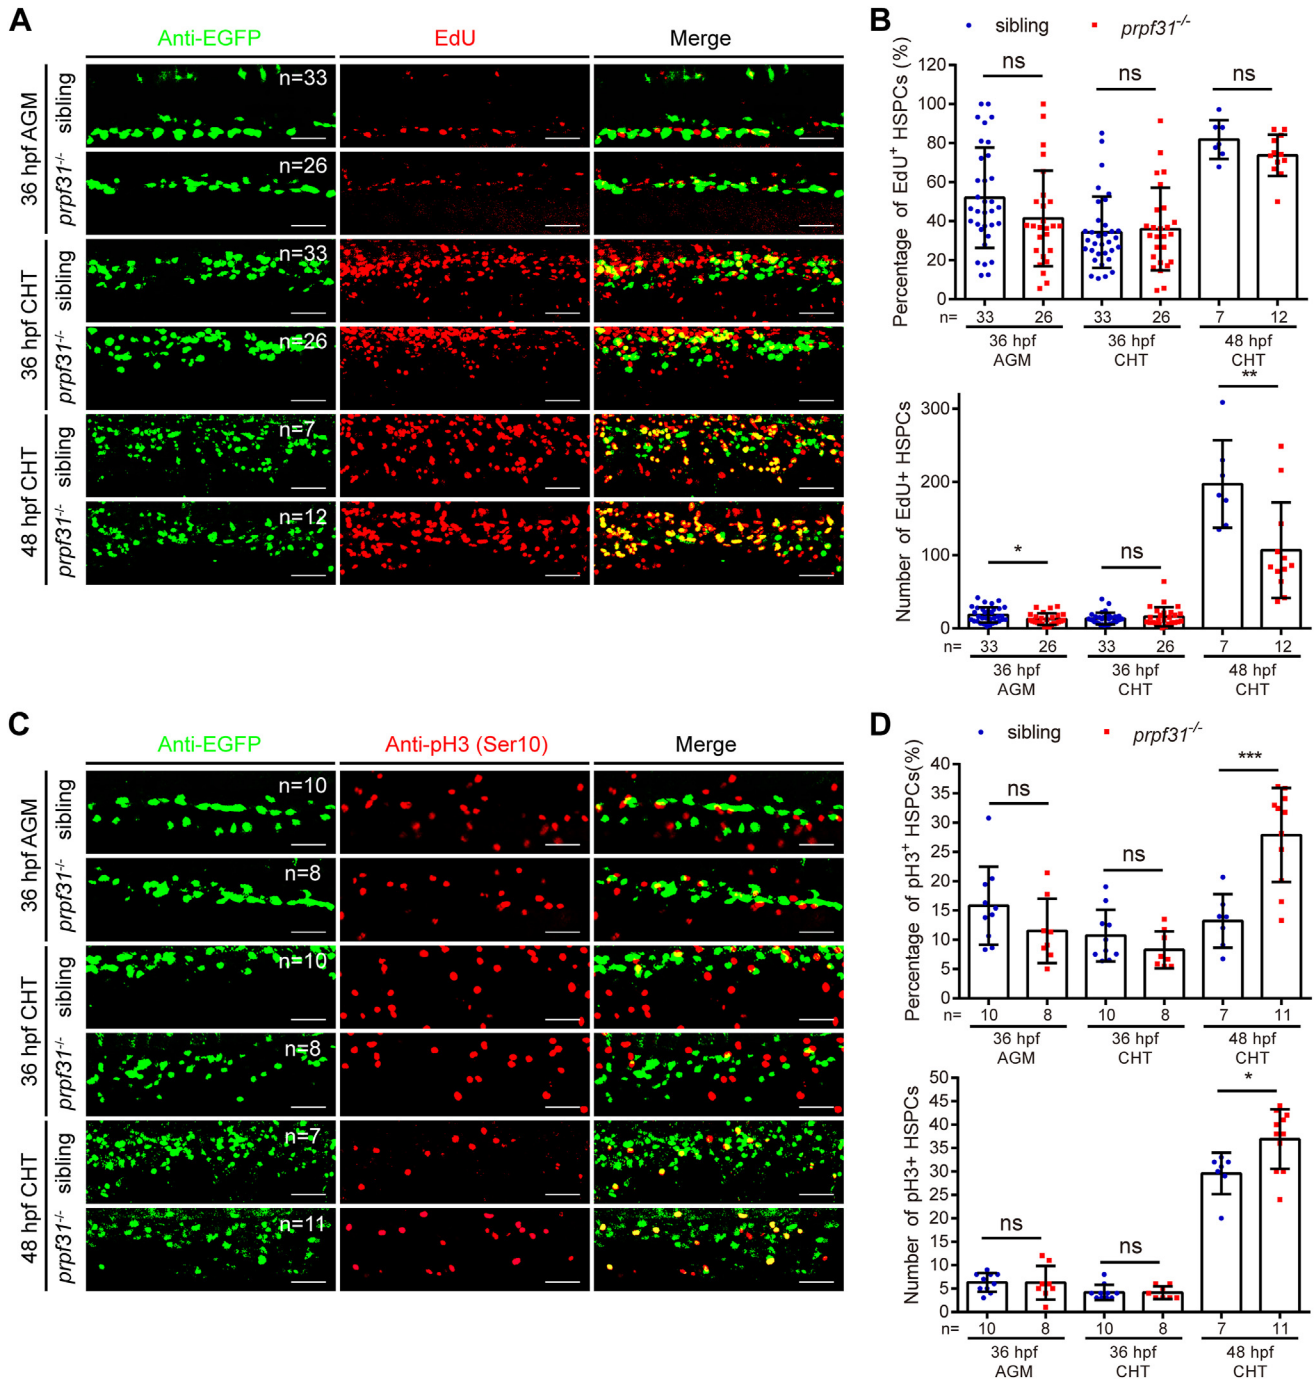 A
Anti-EGFP
EdU
Merge
36 hpf AGM
sibling
n=33
prpf31-/-
n=26
36 hpf CHT
sibling
n=33
prpf31-/-
n=26
48 hpf CHT
sibling
n=7
prpf31-/-
n=12
B
sibling
prpf31-/-
Percentage of EdU+ HSPCs (%)
120
100
80
60
40
20
0
ns
ns
ns
n=
33
26
33
26
7
12
36 hpf
AGM
36 hpf
CHT
48 hpf
CHT
Number of EdU+ HSPCs
300
200
100
0
*
ns
**
n=
33
26
33
26
7
12
36 hpf
AGM
36 hpf
CHT
48 hpf
CHT
C
Anti-EGFP
Anti-pH3 (Ser10)
Merge
36 hpf AGM
sibling
n=10
prpf31-/-
n=8
36 hpf CHT
sibling
n=10
prpf31-/-
n=8
48 hpf CHT
sibling
n=7
prpf31-/-
n=11
D
sibling
prpf31-/-
Percentage of pH3+ HSPCs(%)
40
35
30
25
20
15
10
5
0
ns
ns
***
n=
10
8
10
8
7
11
36 hpf
AGM
36 hpf
CHT
48 hpf
CHT
Number of pH3+ HSPCs
50
45
40
35
30
25
20
15
10
5
0
ns
ns
*
n=
10
8
10
8
7
11
36 hpf
AGM
36 hpf
CHT
48 hpf
CHT